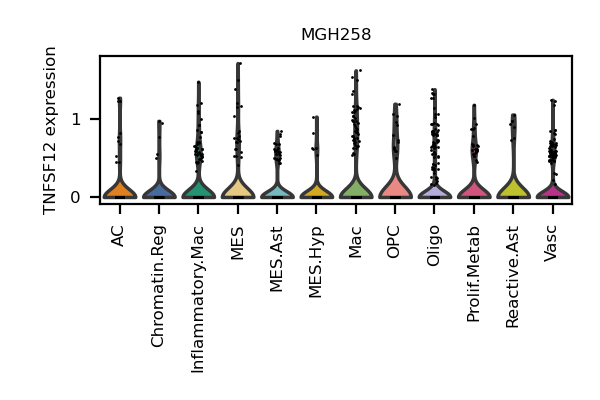 MGH258
TNFSF12 expression
1
0
AC
Chromatin.Reg
Inflammatory.Mac
MES
MES.Ast
MES.Hyp
Mac
OPC
Oligo
Prolif.Metab
Reactive.Ast
Vasc